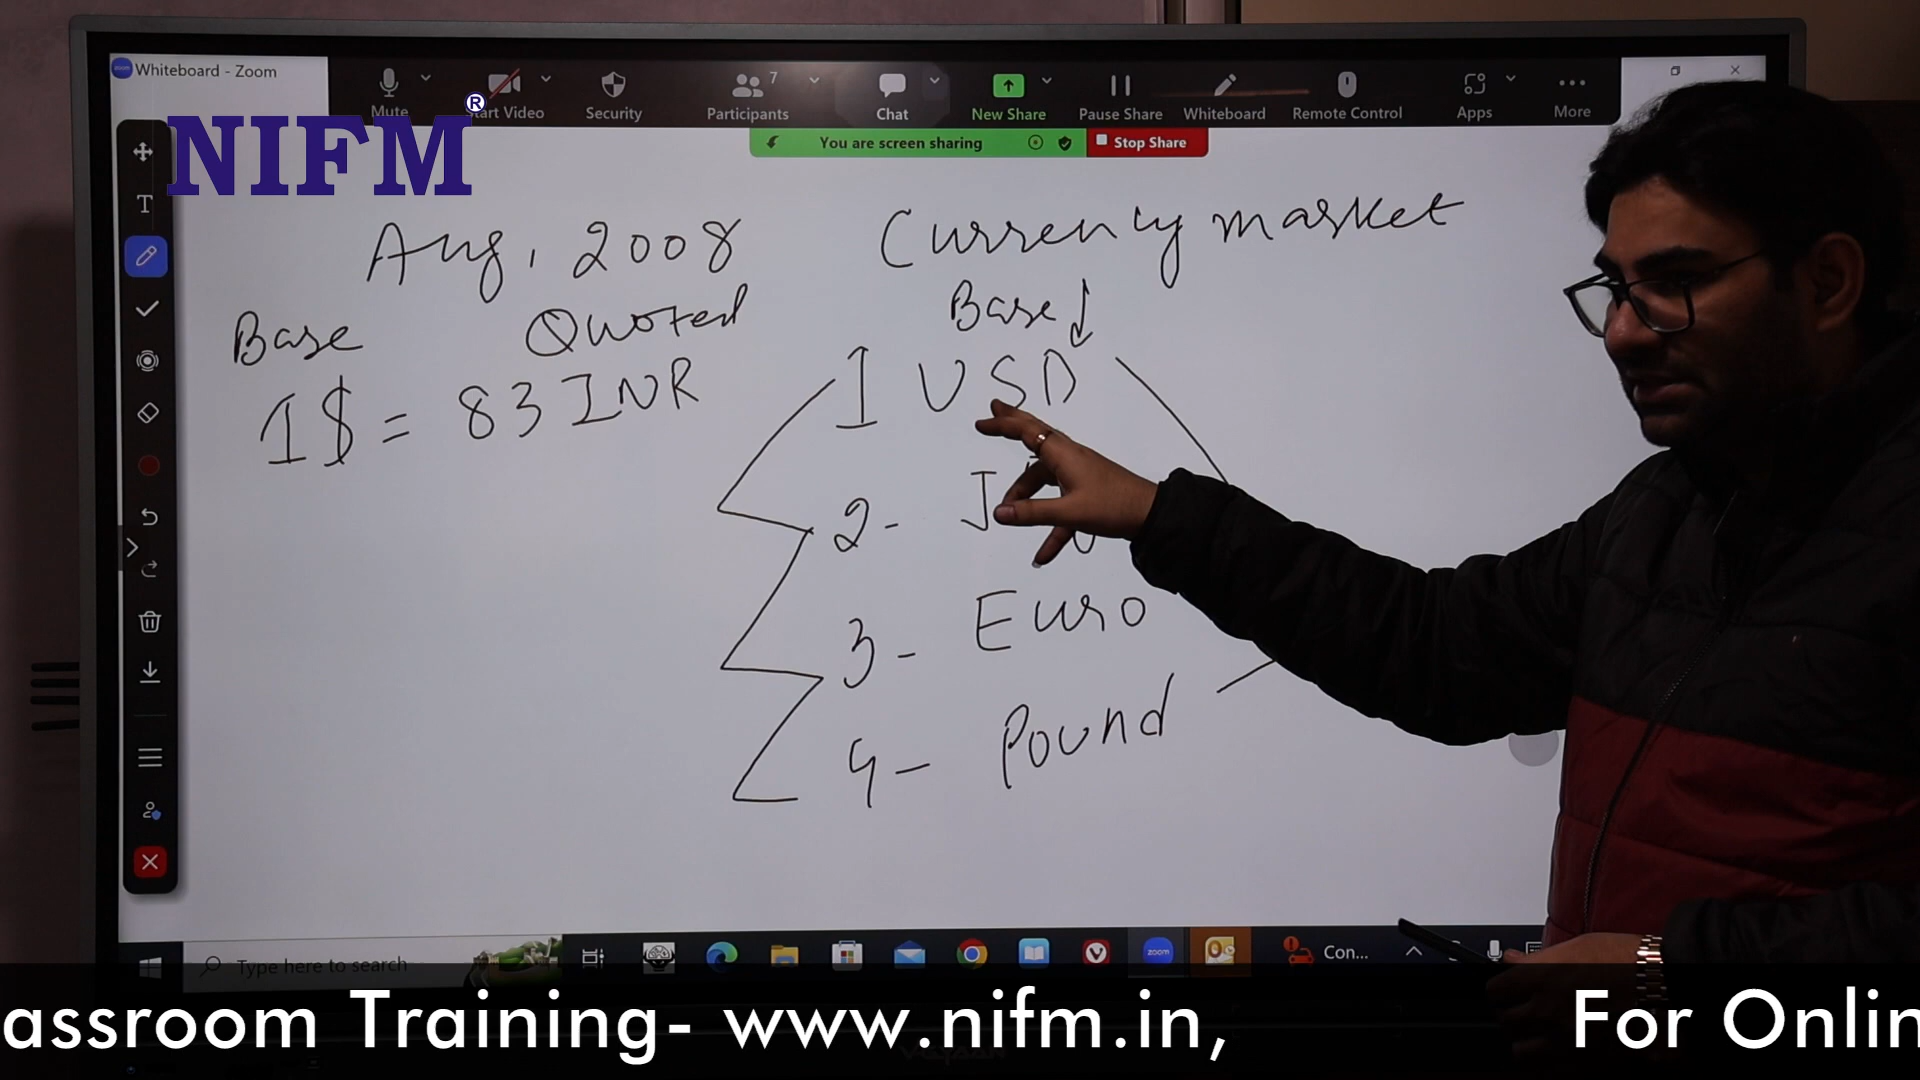 Whiteboard - Zoom
Mute
Start Video
Security
Participants 7
Chat
New Share
Pause Share
Whiteboard
Remote Control
Apps
More
You are screen sharing
Stop Share
NIFM®
Aug, 2008
Currency market
Base Quoted
Base
1$ = 83 INR
1 USD
2- J
3- Euro
4- Pound
Type here to search
zoom
Con...
assroom Training- www.nifm.in, For Onlin